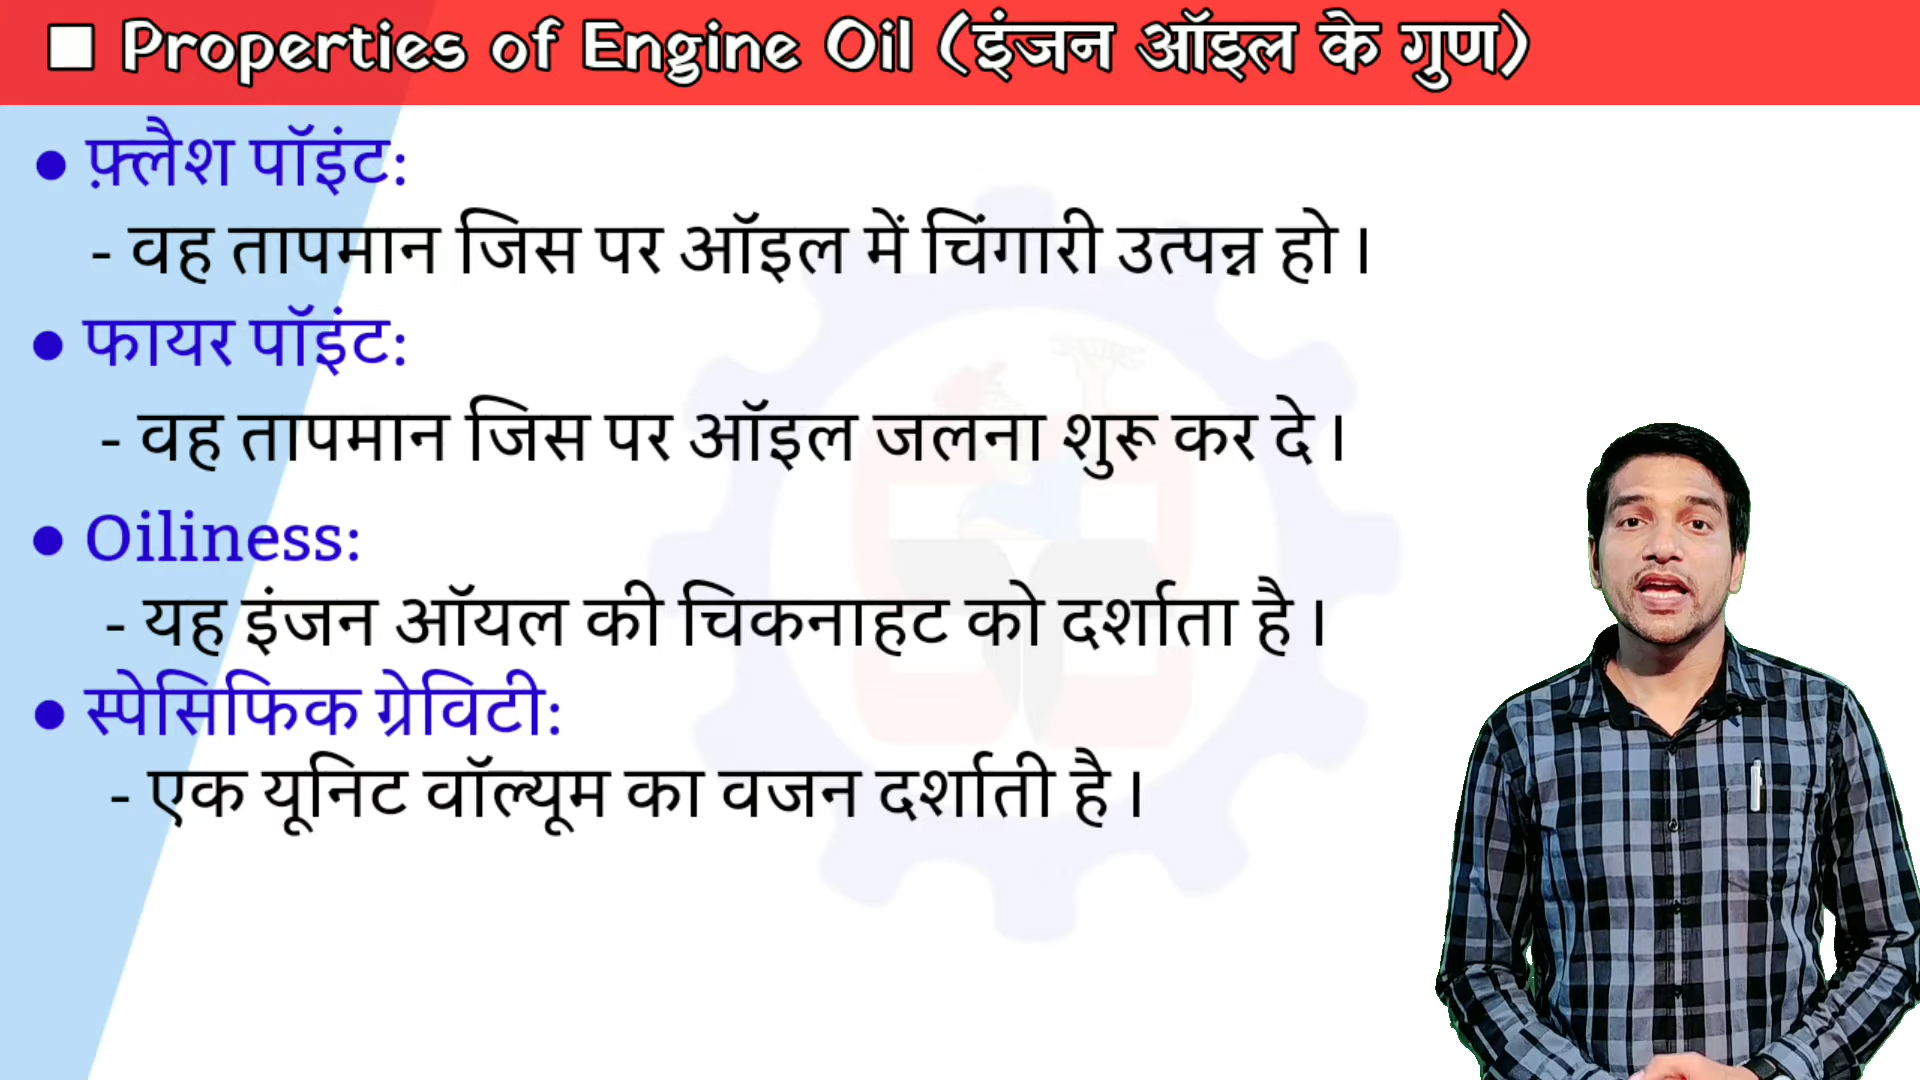 Properties of Engine Oil (इंजन ऑइल के गुण)
● फ़्लैश पॉइंट:
- वह तापमान जिस पर ऑइल में चिंगारी उत्पन्न हो ।
● फायर पॉइंट:
- वह तापमान जिस पर ऑइल जलना शुरू कर दे ।
● Oiliness:
- यह इंजन ऑयल की चिकनाहट को दर्शाता है ।
● स्पेसिफिक ग्रेविटी:
- एक यूनिट वॉल्यूम का वजन दर्शाती है ।